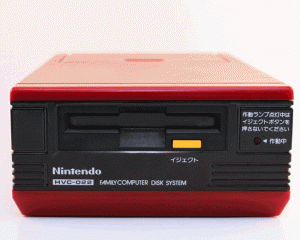 作動ランプ点灯中は
イジェクトボタンを
押さないでください
作動中
イジェクト
Nintendo
HVC-022
FAMILY COMPUTER DISK SYSTEM